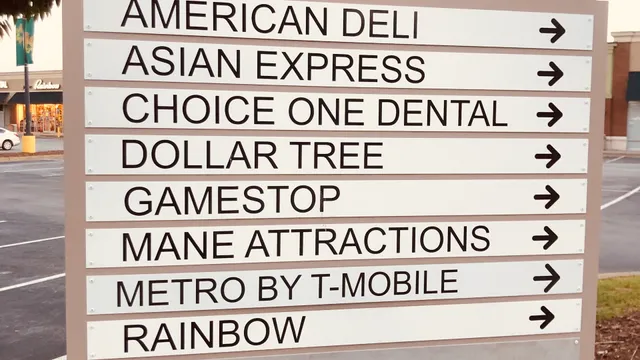 AMERICAN DELI →
ASIAN EXPRESS →
CHOICE ONE DENTAL →
DOLLAR TREE →
GAMESTOP →
MANE ATTRACTIONS →
METRO BY T-MOBILE →
RAINBOW →